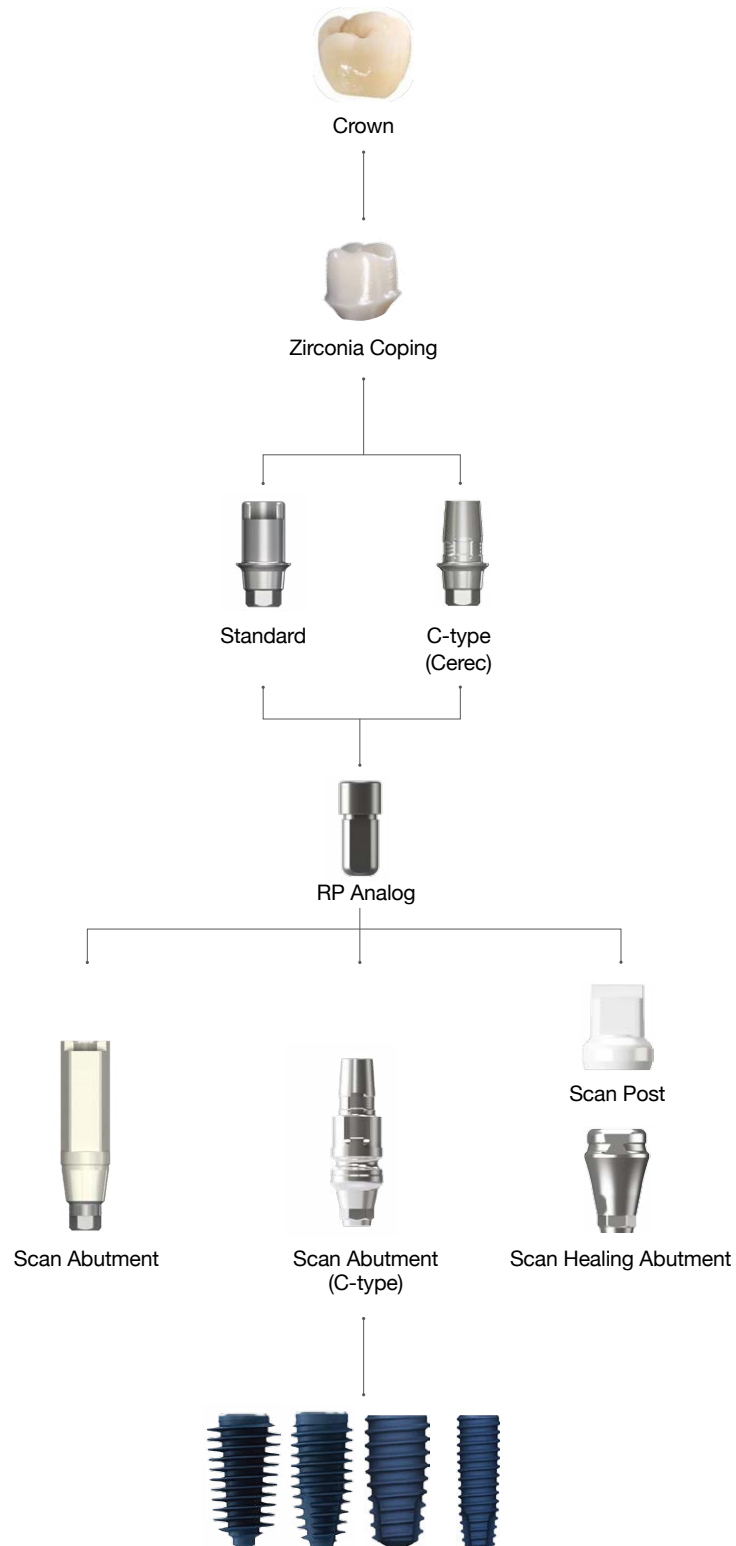 Crown
Zirconia Coping
Standard
C-type
(Cerec)
RP Analog
Scan Post
Scan Abutment
Scan Abutment
(C-type)
Scan Healing Abutment